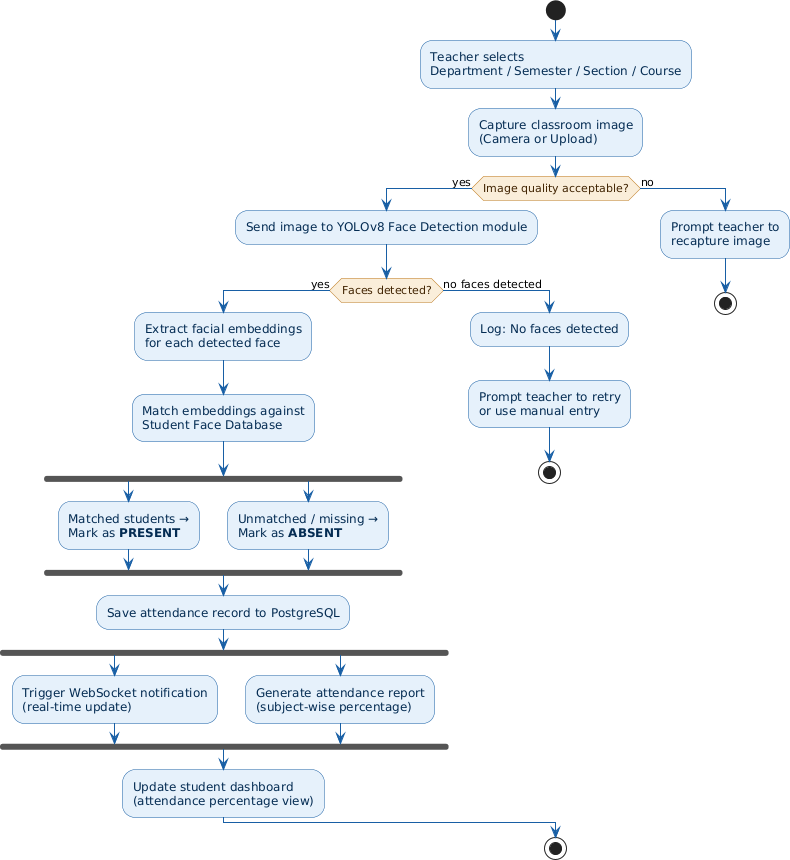 Teacher selects
Department / Semester / Section / Course
Capture classroom image
(Camera or Upload)
yes
Image quality acceptable?
no
Send image to YOLOv8 Face Detection module
Prompt teacher to
recapture image
yes
Faces detected?
no faces detected
Extract facial embeddings
for each detected face
Log: No faces detected
Match embeddings against
Student Face Database
Prompt teacher to retry
or use manual entry
Matched students →
Mark as PRESENT
Unmatched / missing →
Mark as ABSENT
Save attendance record to PostgreSQL
Trigger WebSocket notification
(real-time update)
Generate attendance report
(subject-wise percentage)
Update student dashboard
(attendance percentage view)